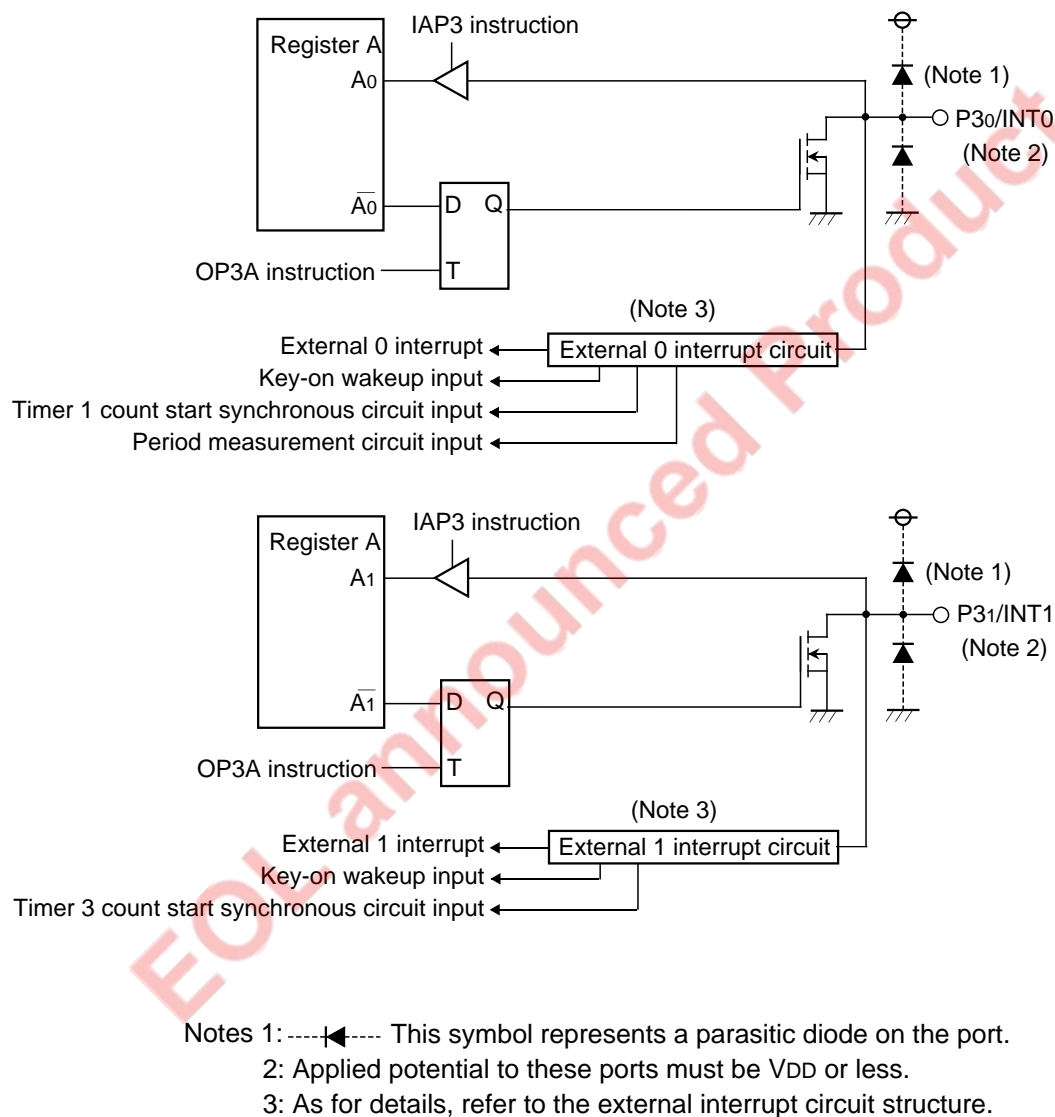 IAP3 instruction
Register A
A0
(Note 1)
P30/INT0
(Note 2)
A0
D Q
OP3A instruction
T
(Note 3)
External 0 interrupt
External 0 interrupt circuit
Key-on wakeup input
Timer 1 count start synchronous circuit input
Period measurement circuit input
IAP3 instruction
Register A
A1
(Note 1)
P31/INT1
(Note 2)
A1
D Q
OP3A instruction
T
(Note 3)
External 1 interrupt
External 1 interrupt circuit
Key-on wakeup input
Timer 3 count start synchronous circuit input
EOL announced Product
Notes 1: This symbol represents a parasitic diode on the port.
2: Applied potential to these ports must be VDD or less.
3: As for details, refer to the external interrupt circuit structure.